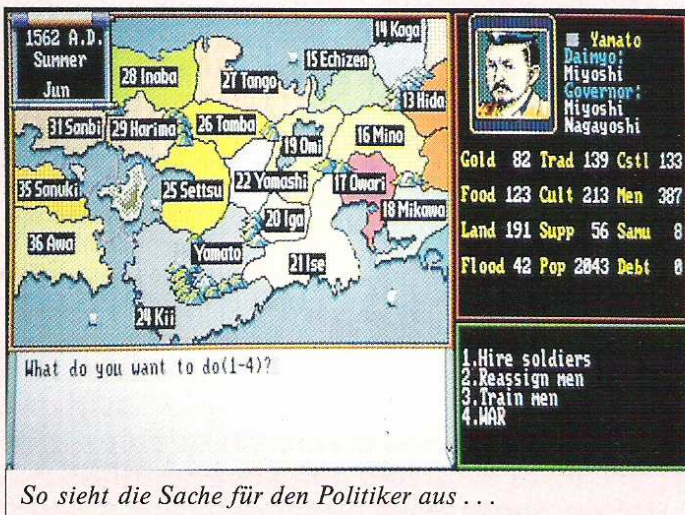 1562 A.D.
Summer
Jun
14 Kaga
15 Echizen
28 Inaba
27 Tango
13 Hida
31 Sanbi
29 Harima
26 Tamba
19 Omi
16 Mino
35 Sanuki
25 Settsu
22 Yamashi
17 Owari
20 Iga
18 Mikawa
36 Awa
Yamato
21 Ise
24 Kii
Yamato
Daimyo:
Miyoshi
Governor:
Miyoshi
Nagayoshi
Gold 82 Trad 139 Cstl 133
Food 123 Cult 213 Men 387
Land 191 Supp 56 Samu 8
Flood 42 Pop 2043 Debt 0
What do you want to do(1-4)?
1.Hire soldiers
2.Reassign men
3.Train men
4.WAR
So sieht die Sache für den Politiker aus . . .